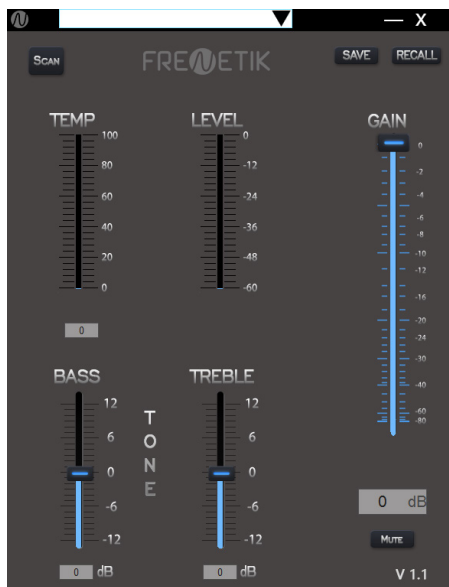 — X
SCAN
FRENETIK
SAVE RECALL
TEMP
100
80
60
40
20
0
0
LEVEL
0
-12
-24
-36
-48
-60
GAIN
0
-2
-4
-6
-8
-10
-12
-16
-20
-24
-30
-40
-60
-80
BASS
12
6
0
-6
-12
0 dB
TONE
TREBLE
12
6
0
-6
-12
0 dB
0 dB
MUTE
V 1.1